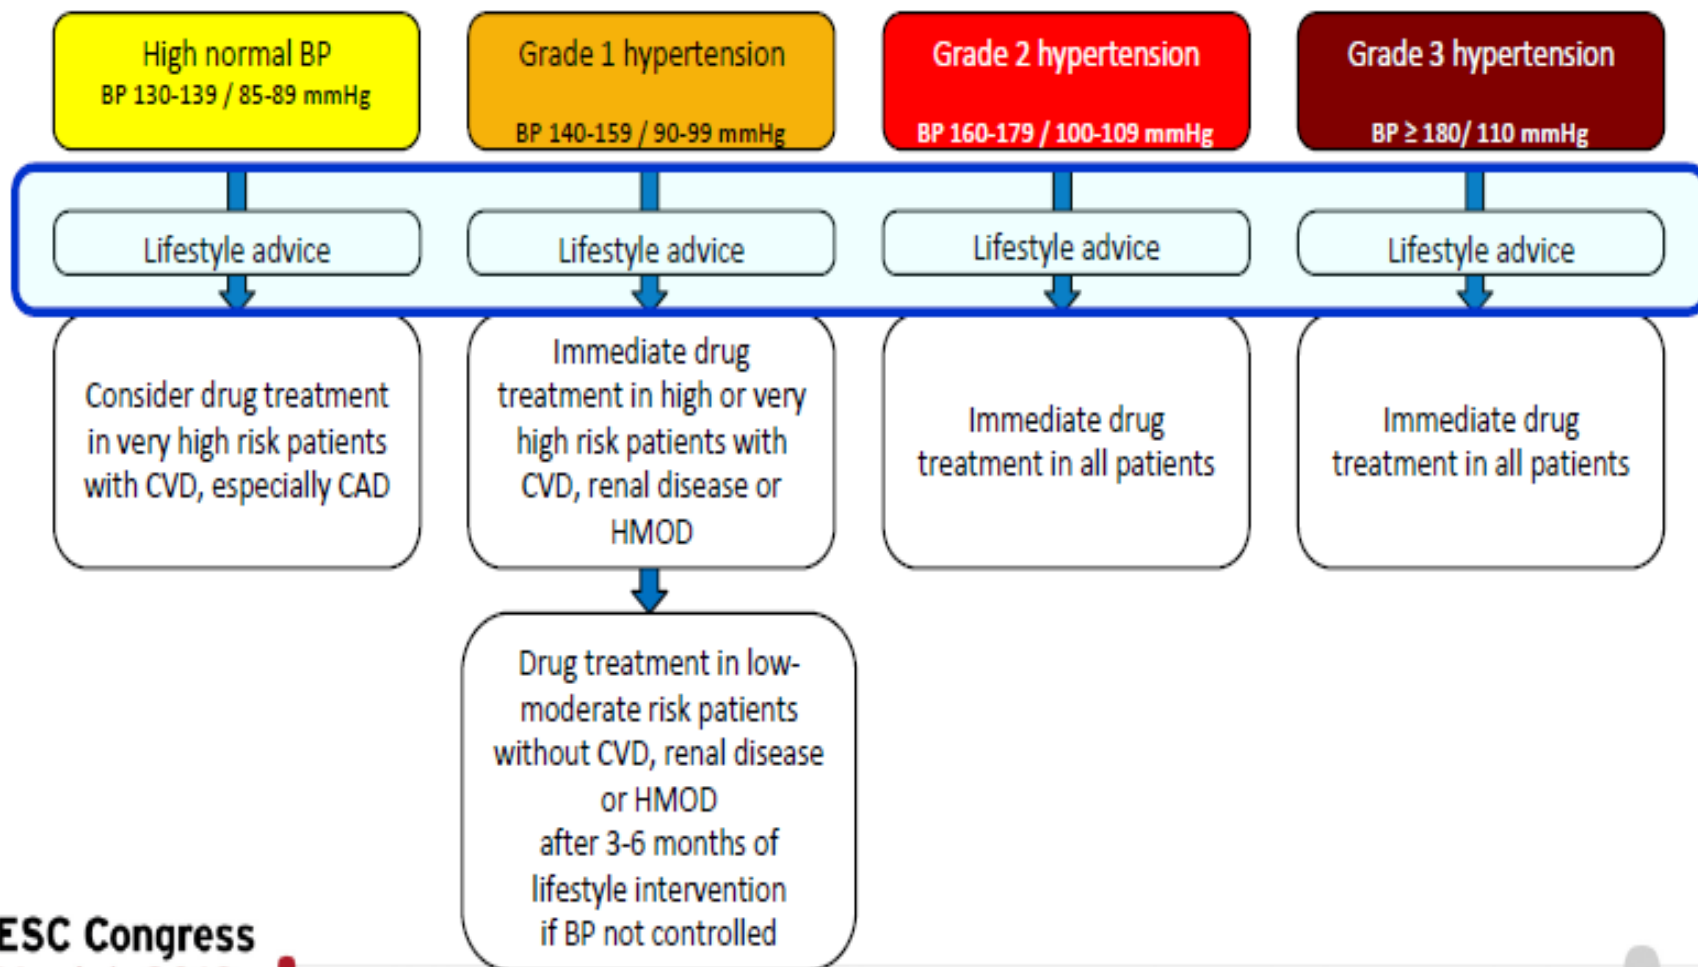 High normal BP
BP 130-139 / 85-89 mmHg
Grade 1 hypertension
BP 140-159 / 90-99 mmHg
Grade 2 hypertension
BP 160-179 / 100-109 mmHg
Grade 3 hypertension
BP ≥ 180/ 110 mmHg
Lifestyle advice
Lifestyle advice
Lifestyle advice
Lifestyle advice
Consider drug treatment
in very high risk patients
with CVD, especially CAD
Immediate drug
treatment in high or very
high risk patients with
CVD, renal disease or
HMOD
Immediate drug
treatment in all patients
Immediate drug
treatment in all patients
Drug treatment in low-
moderate risk patients
without CVD, renal disease
or HMOD
after 3-6 months of
lifestyle intervention
if BP not controlled
ESC Congress